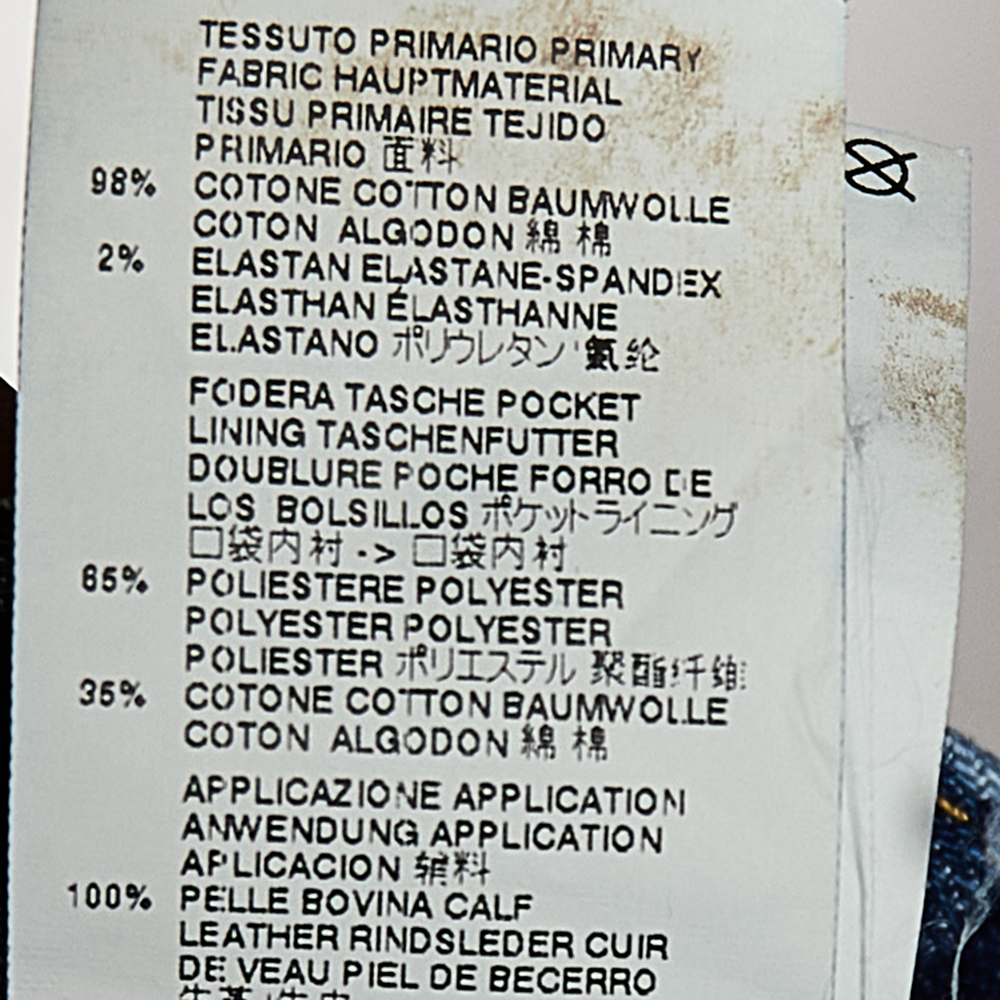 TESSUTO PRIMARIO PRIMARY
FABRIC HAUPTMATERIAL
TISSU PRIMAIRE TEJIDO
PRIMARIO 面料
98% COTONE COTTON BAUMWOLLE
COTON ALGODON 綿 棉
2% ELASTAN ELASTANE-SPANDEX
ELASTHAN ÉLASTHANNE
ELASTANO ポリウレタン 氨纶
FODERA TASCHE POCKET
LINING TASCHENFUTTER
DOUBLURE POCHE FORRO DE
LOS BOLSILLOS ポケットライニング
口袋内衬 -> 口袋内衬
65% POLIESTERE POLYESTER
POLYESTER POLYESTER
POLIESTER ポリエステル 聚酯纤维
35% COTONE COTTON BAUMWOLLE
COTON ALGODON 綿 棉
APPLICAZIONE APPLICATION
ANWENDUNG APPLICATION
APLICACION 辅料
100% PELLE BOVINA CALF
LEATHER RINDSLEDER CUIR
DE VEAU PIEL DE BECERRO